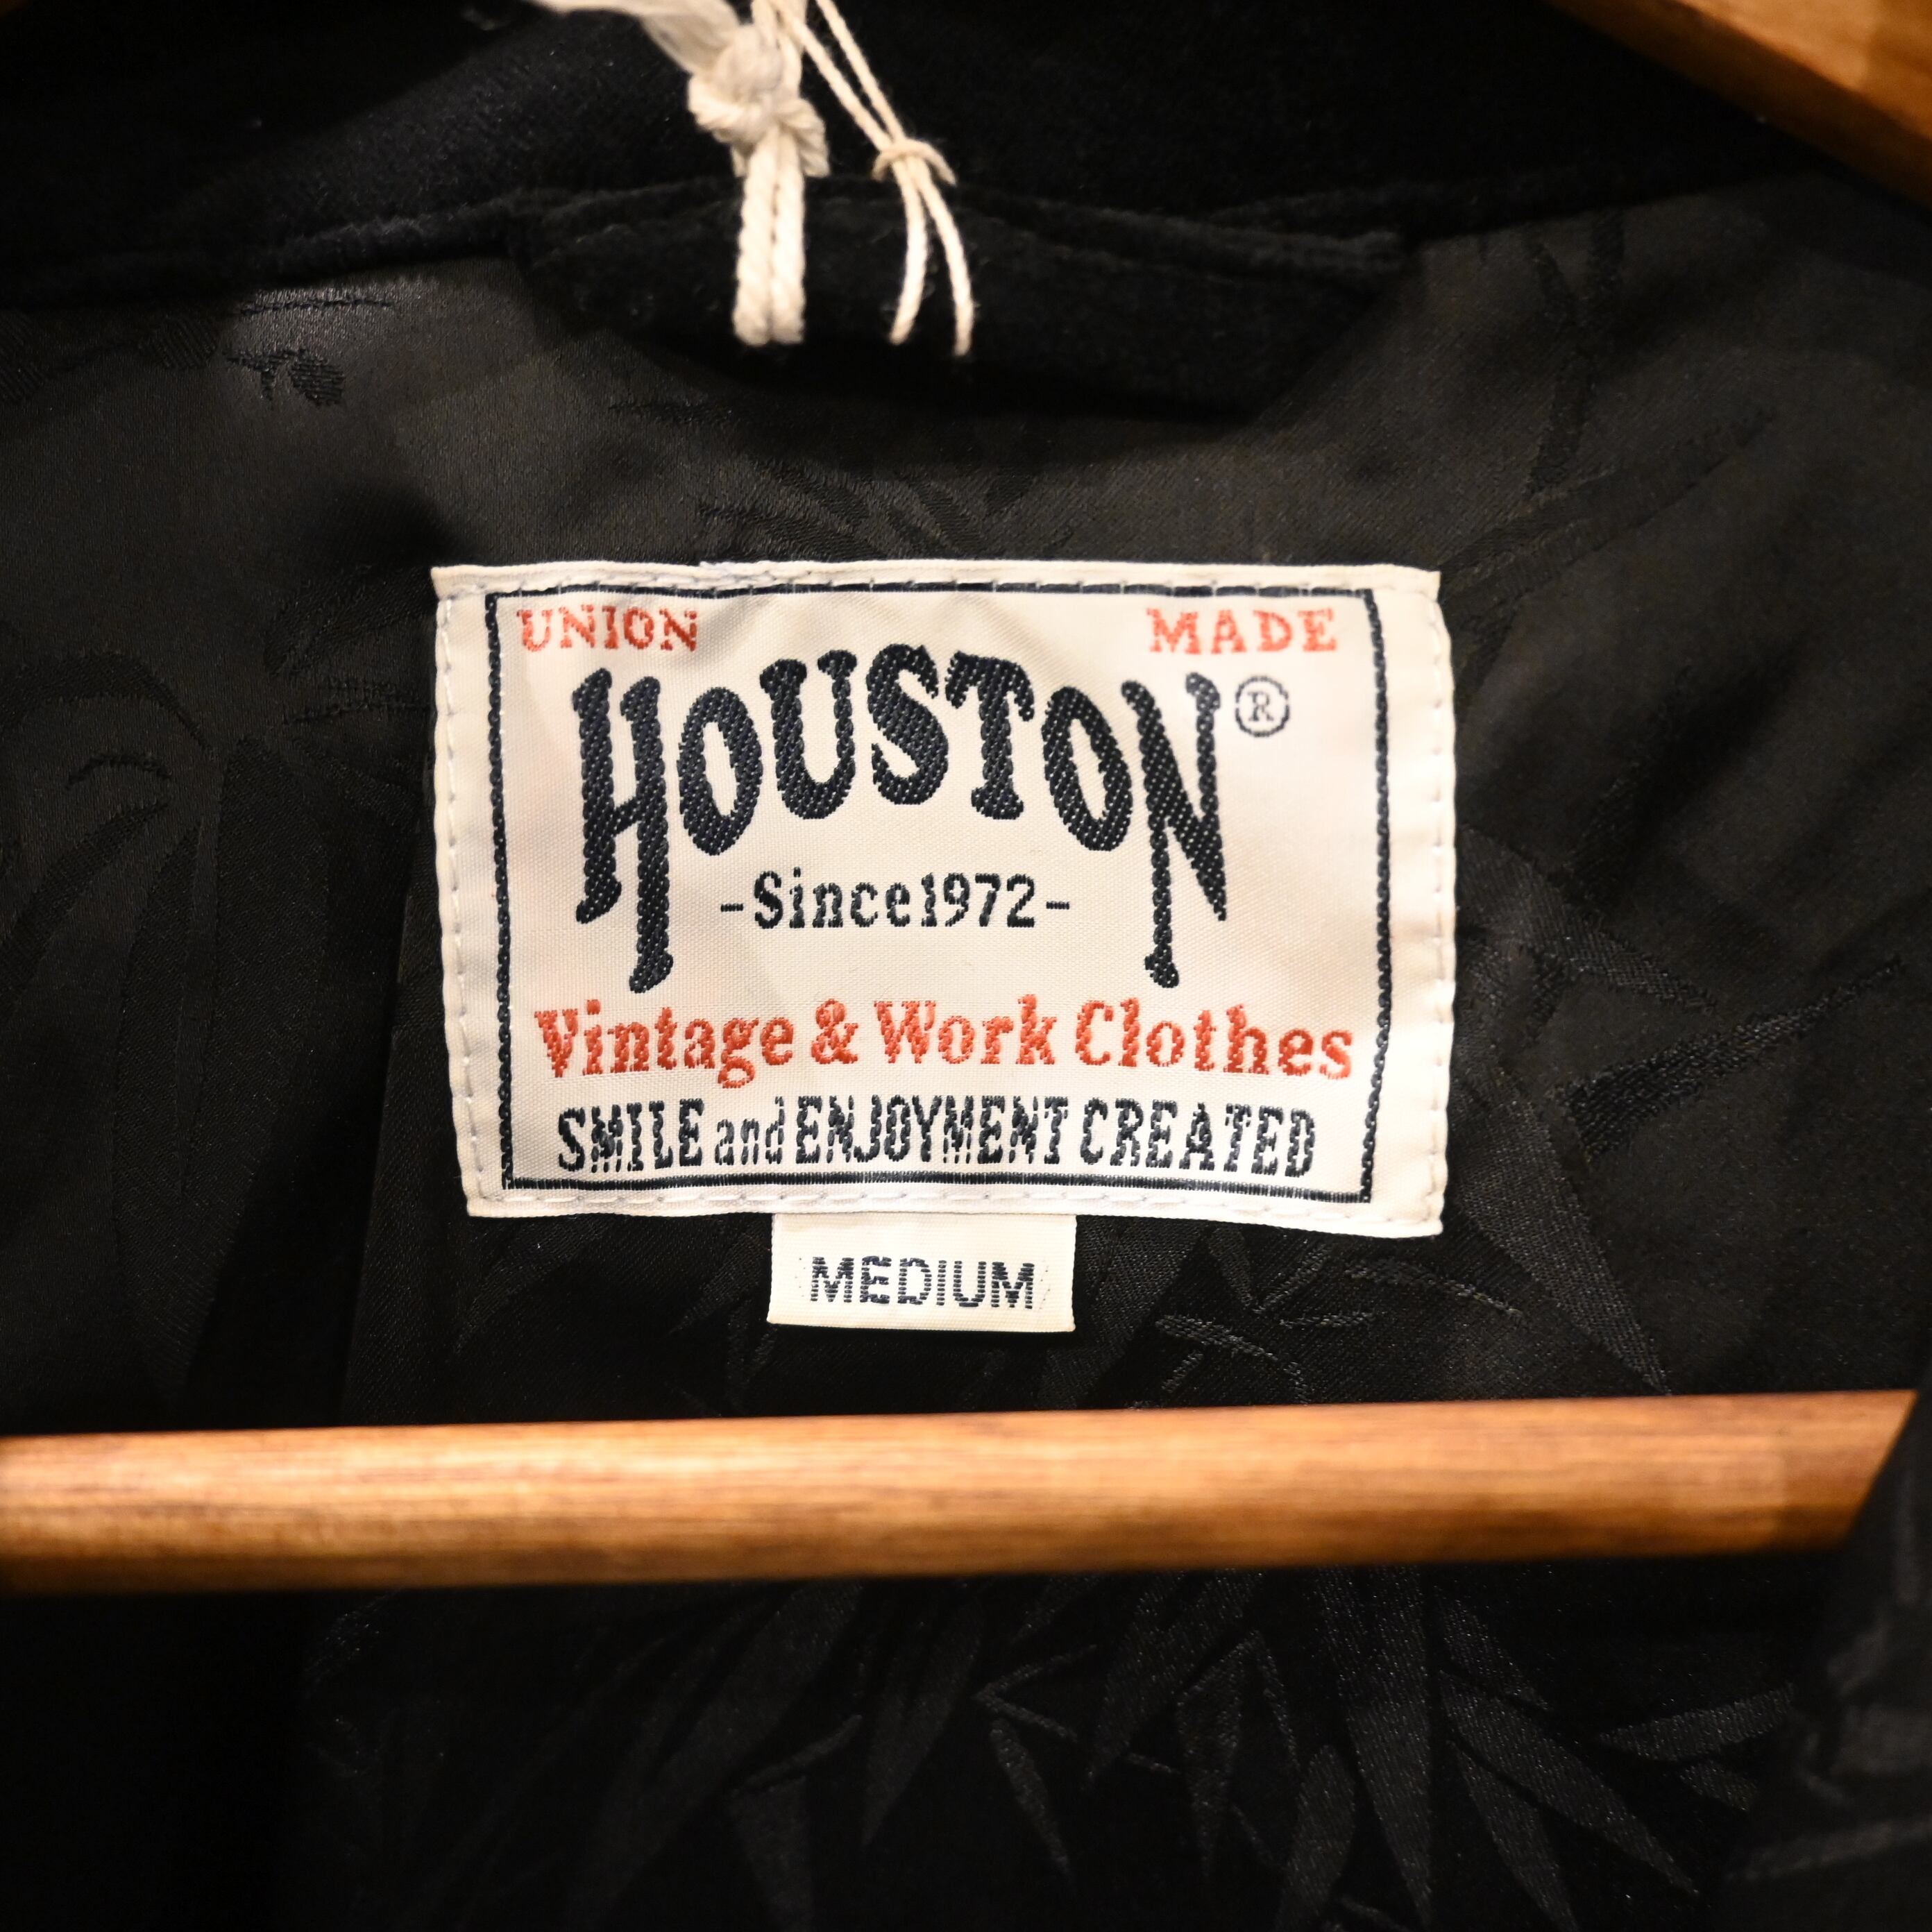 UNION MADE
HOUSTON®
-Since1972-
Vintage & Work Clothes
SMILE and ENJOYMENT CREATED
MEDIUM